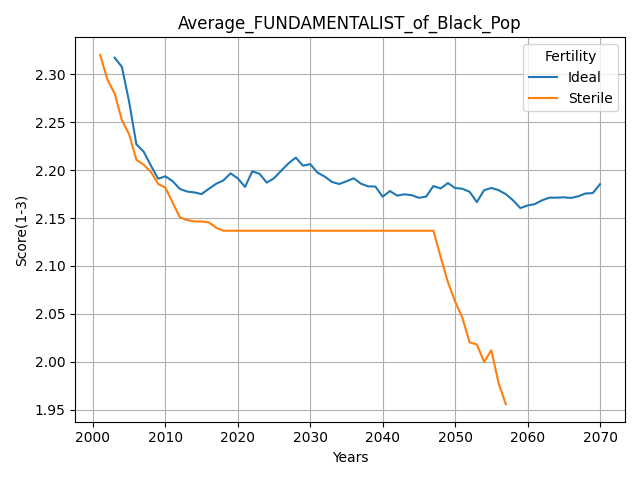 Average_FUNDAMENTALIST_of_Black_Pop
Fertility
Ideal
Sterile
Score(1-3)
2.30
2.25
2.20
2.15
2.10
2.05
2.00
1.95
2000 2010 2020 2030 2040 2050 2060 2070
Years